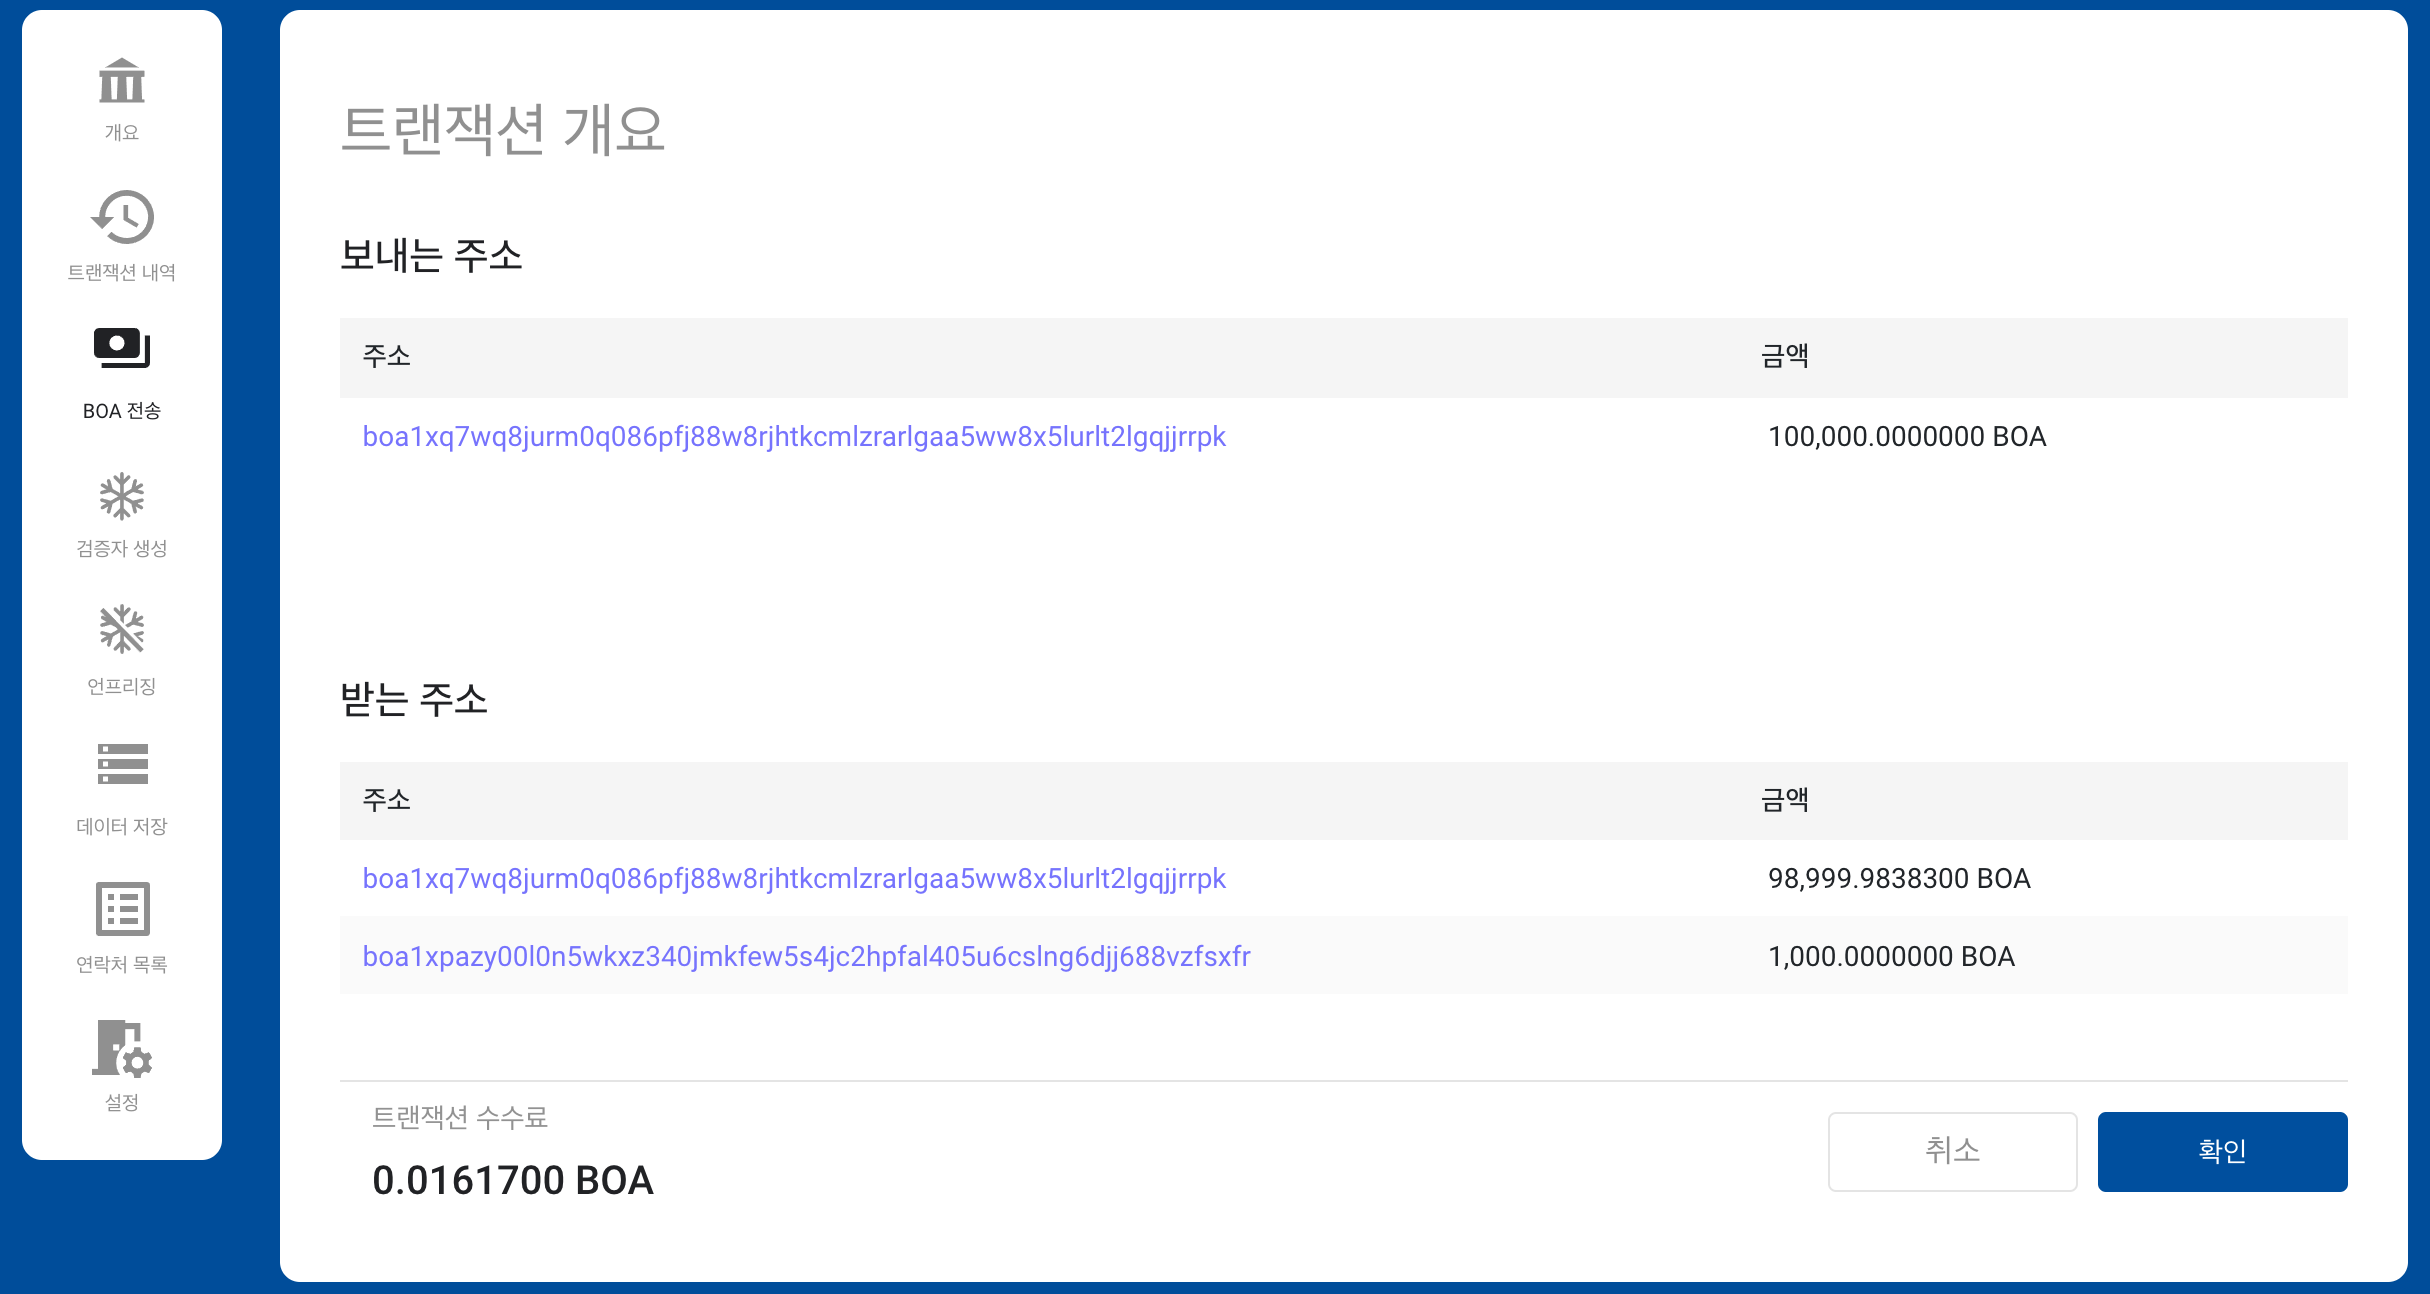 개요
트랜잭션 내역
BOA 전송
검증자 생성
언프리징
데이터 저장
연락처 목록
설정
트랜잭션 개요
보내는 주소
주소 금액
boa1xq7wq8jurm0q086pfj88w8rjhtkcmlzrarlgaa5ww8x5lurlt2lgqjjrrpk 100,000.0000000 BOA
받는 주소
주소 금액
boa1xq7wq8jurm0q086pfj88w8rjhtkcmlzrarlgaa5ww8x5lurlt2lgqjjrrpk 98,999.9838300 BOA
boa1xpazy00l0n5wkxz340jmkfew5s4jc2hpfal405u6cslng6djj688vzfsxfr 1,000.0000000 BOA
트랜잭션 수수료
0.0161700 BOA
취소 확인